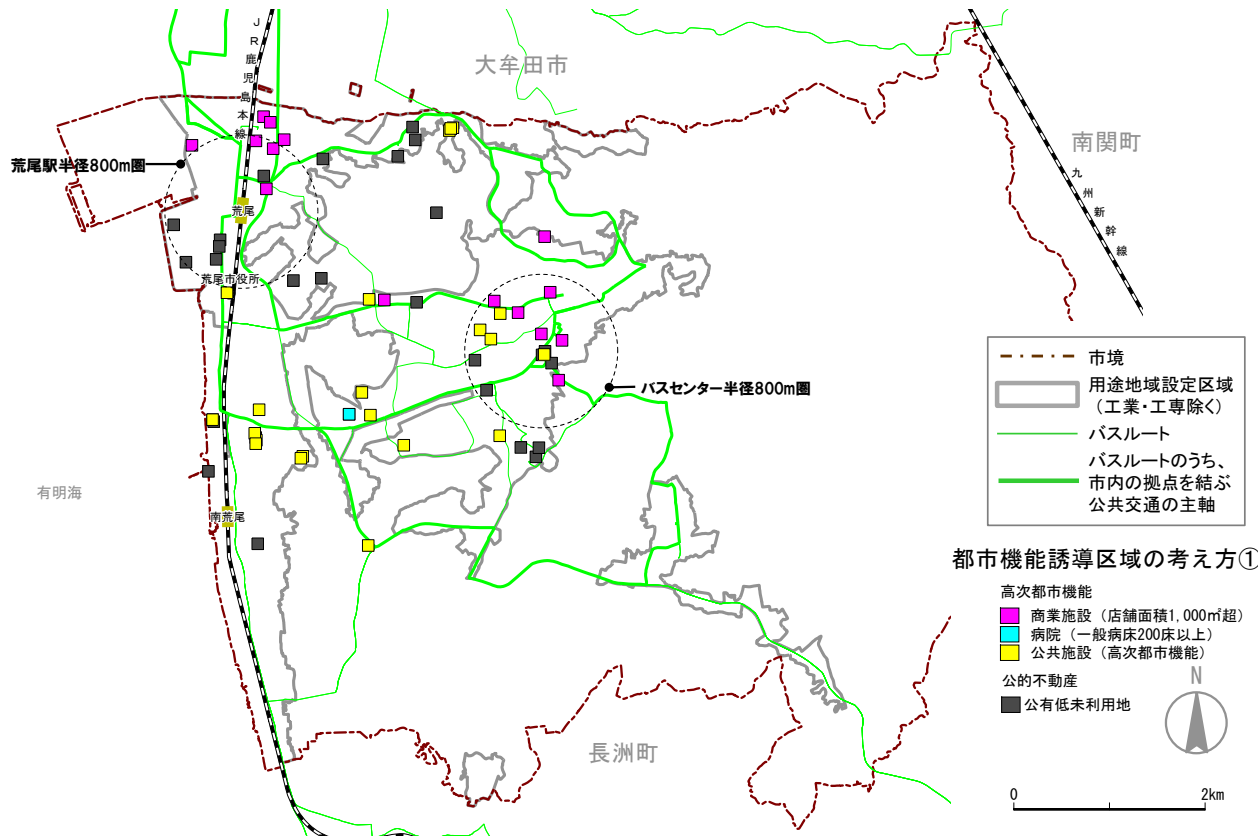 JR鹿児島本線
大牟田市
南関町
九州新幹線
荒尾駅半径800m圏
荒尾
荒尾市役所
バスセンター半径800m圏
有明海
南荒尾
長洲町
市境
用途地域設定区域
（工業・工専除く）
バスルート
バスルートのうち、
市内の拠点を結ぶ
公共交通の主軸
都市機能誘導区域の考え方①
高次都市機能
商業施設（店舗面積1,000㎡超）
病院（一般病床200床以上）
公共施設（高次都市機能）
公的不動産
公有低未利用地
N
0
2km